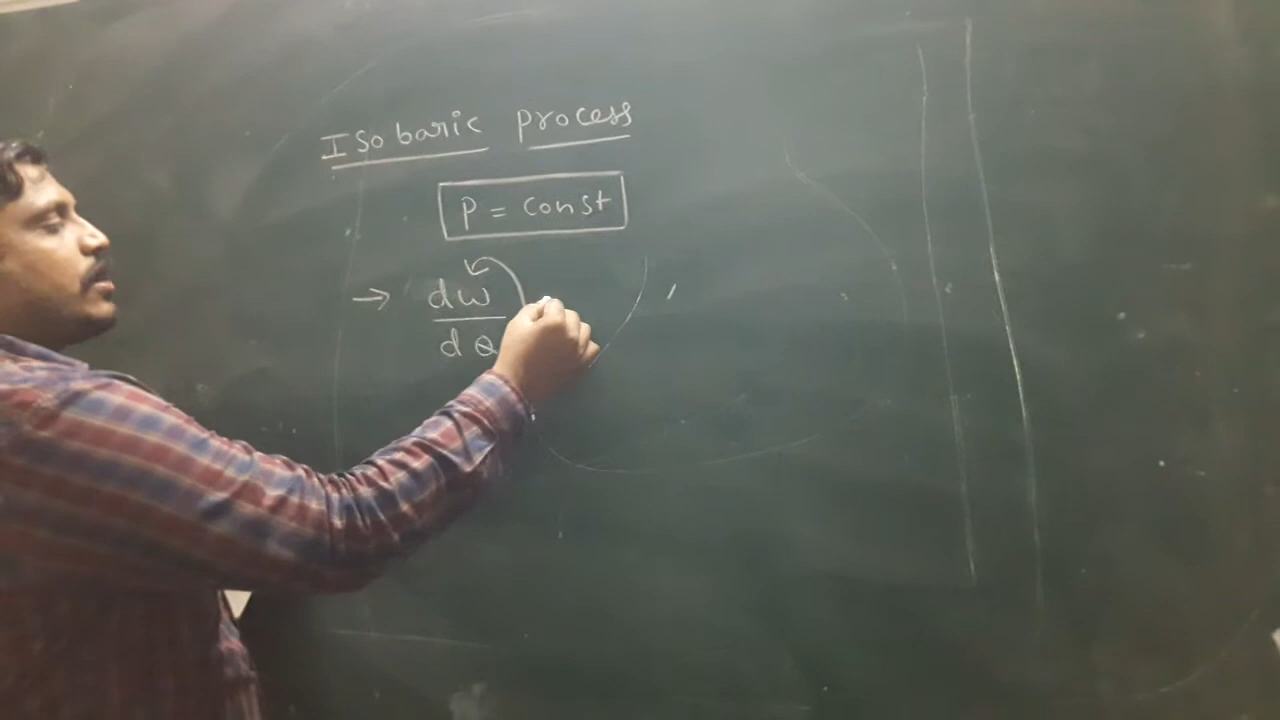 Isobaric process
P = const
→ dw
dQ